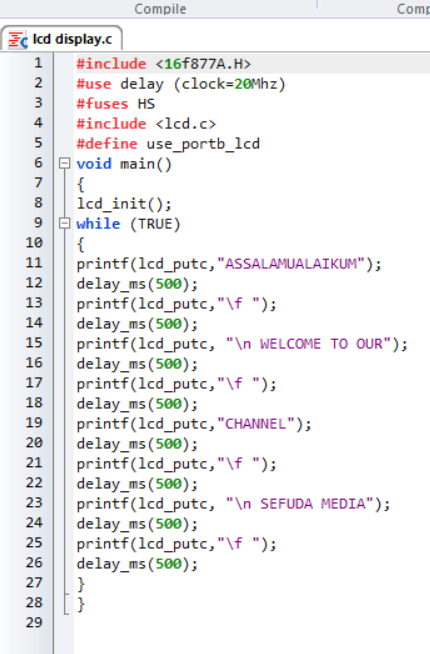 Compile
Comp
lcd display.c
1 #include <16f877A.H>
2 #use delay (clock=20Mhz)
3 #fuses HS
4 #include <lcd.c>
5 #define use_portb_lcd
6 void main()
7 {
8 lcd_init();
9 while (TRUE)
10 {
11 printf(lcd_putc,"ASSALAMUALAIKUM");
12 delay_ms(500);
13 printf(lcd_putc,"\f ");
14 delay_ms(500);
15 printf(lcd_putc, "\n WELCOME TO OUR");
16 delay_ms(500);
17 printf(lcd_putc,"\f ");
18 delay_ms(500);
19 printf(lcd_putc,"CHANNEL");
20 delay_ms(500);
21 printf(lcd_putc,"\f ");
22 delay_ms(500);
23 printf(lcd_putc, "\n SEFUDA MEDIA");
24 delay_ms(500);
25 printf(lcd_putc,"\f ");
26 delay_ms(500);
27 }
28 }
29